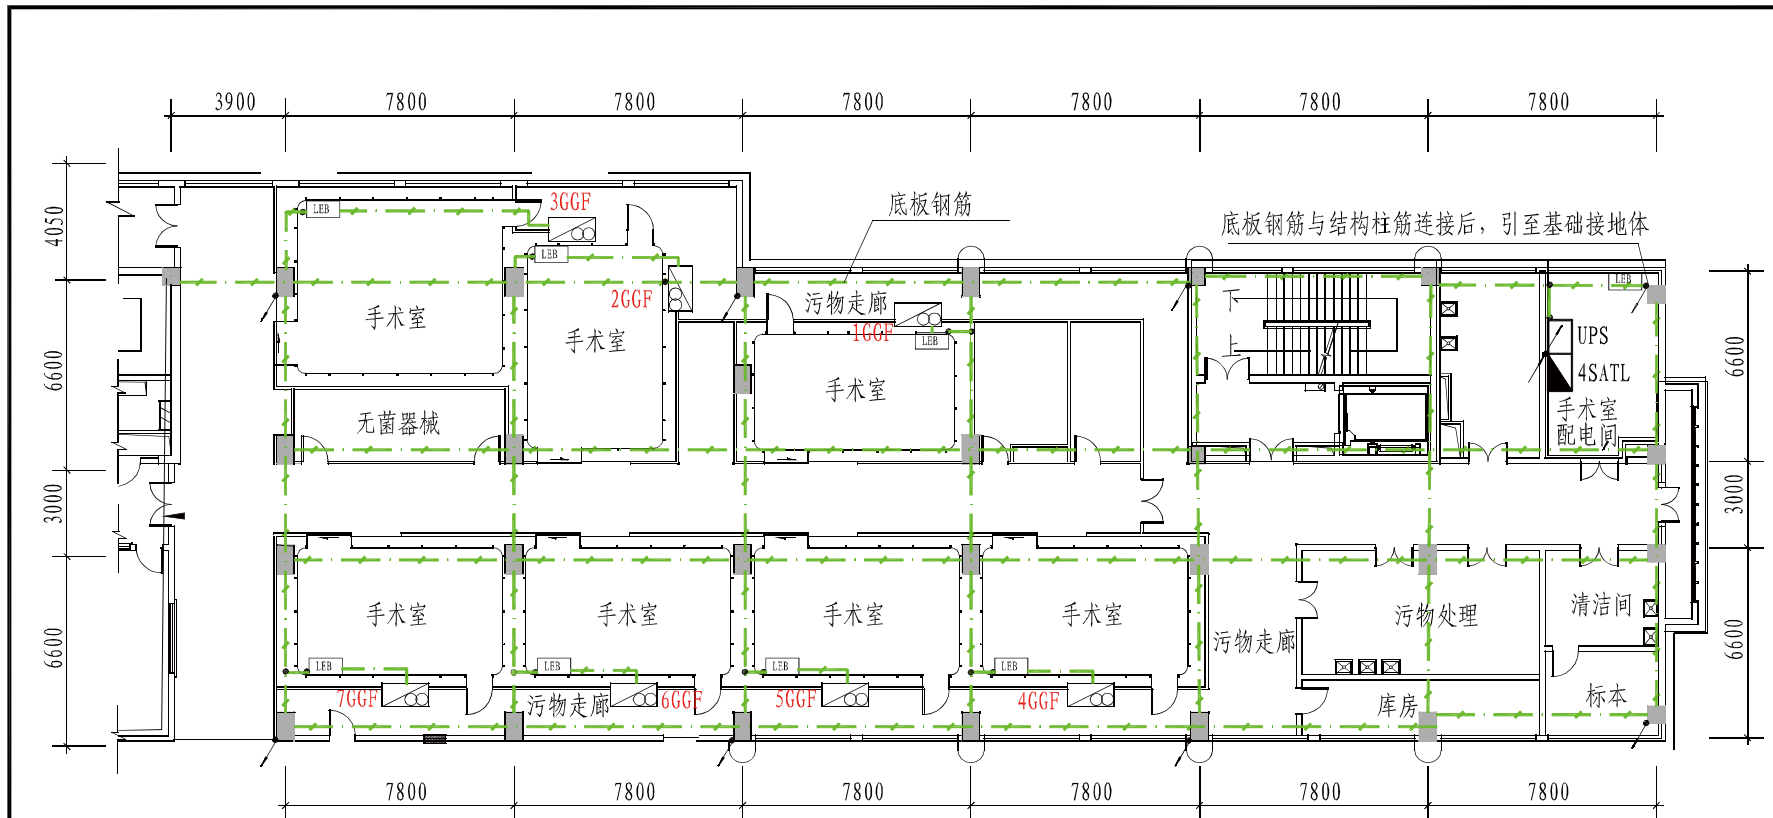 3900 7800 7800 7800 7800 7800 7800
4050
6600
3000
6600
6600
3000
6600
底板钢筋
底板钢筋与结构柱筋连接后，引至基础接地体
LEB
3GGF
LEB
LEB
2GGF
污物走廊
下
上
1GGF
LEB
手术室
手术室
手术室
UPS
4SATL
手术室
配电间
无菌器械
手术室
手术室
手术室
手术室
污物走廊
污物处理
清洁间
LEB
LEB
LEB
LEB
7GGF
污物走廊
6GGF
5GGF
4GGF
库房
标本
7800 7800 7800 7800 7800 7800